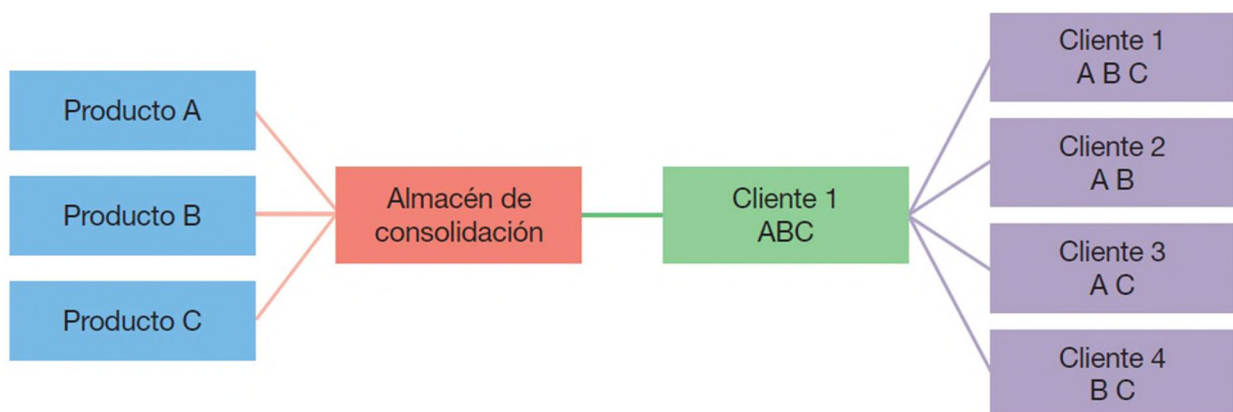 Producto A
Producto B
Producto C
Almacén de
consolidación
Cliente 1
ABC
Cliente 1
A B C
Cliente 2
A B
Cliente 3
A C
Cliente 4
B C